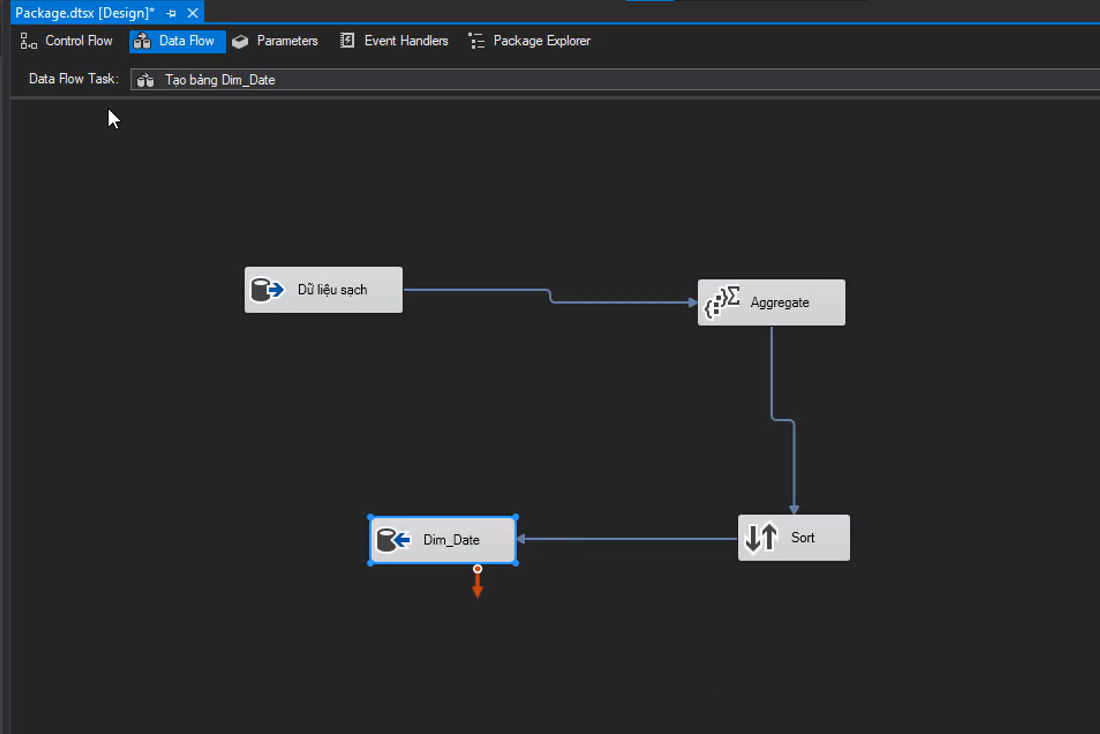 Package.dtsx [Design]*
Control Flow Data Flow Parameters Event Handlers Package Explorer
Data Flow Task: Tạo bảng Dim_Date
Dữ liệu sạch
Aggregate
Dim_Date
Sort